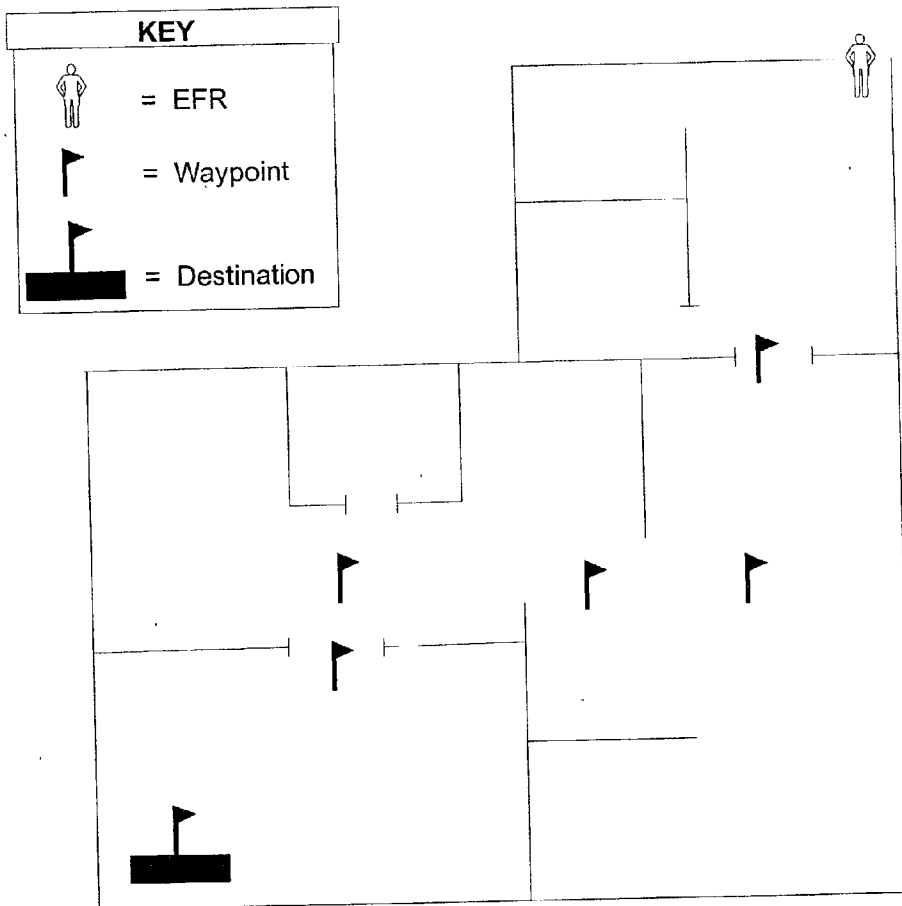 KEY
= EFR
= Waypoint
= Destination